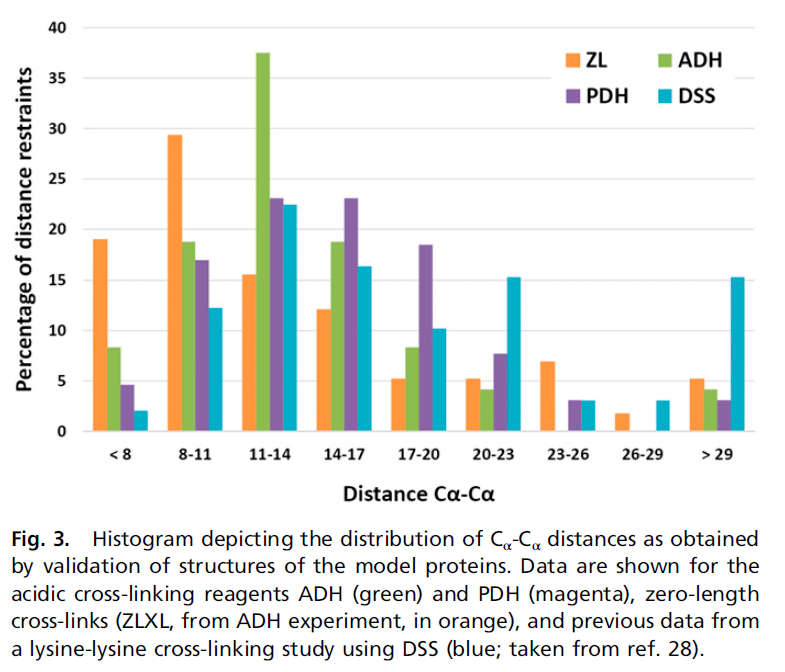 40
35
30
25
20
15
10
5
0
Percentage of distance restraints
ZL ADH
PDH DSS
< 8 8-11 11-14 14-17 17-20 20-23 23-26 26-29 > 29
Distance Cα-Cα
Fig. 3. Histogram depicting the distribution of Cα-Cα distances as obtained
by validation of structures of the model proteins. Data are shown for the
acidic cross-linking reagents ADH (green) and PDH (magenta), zero-length
cross-links (ZLXL, from ADH experiment, in orange), and previous data from
a lysine-lysine cross-linking study using DSS (blue; taken from ref. 28).